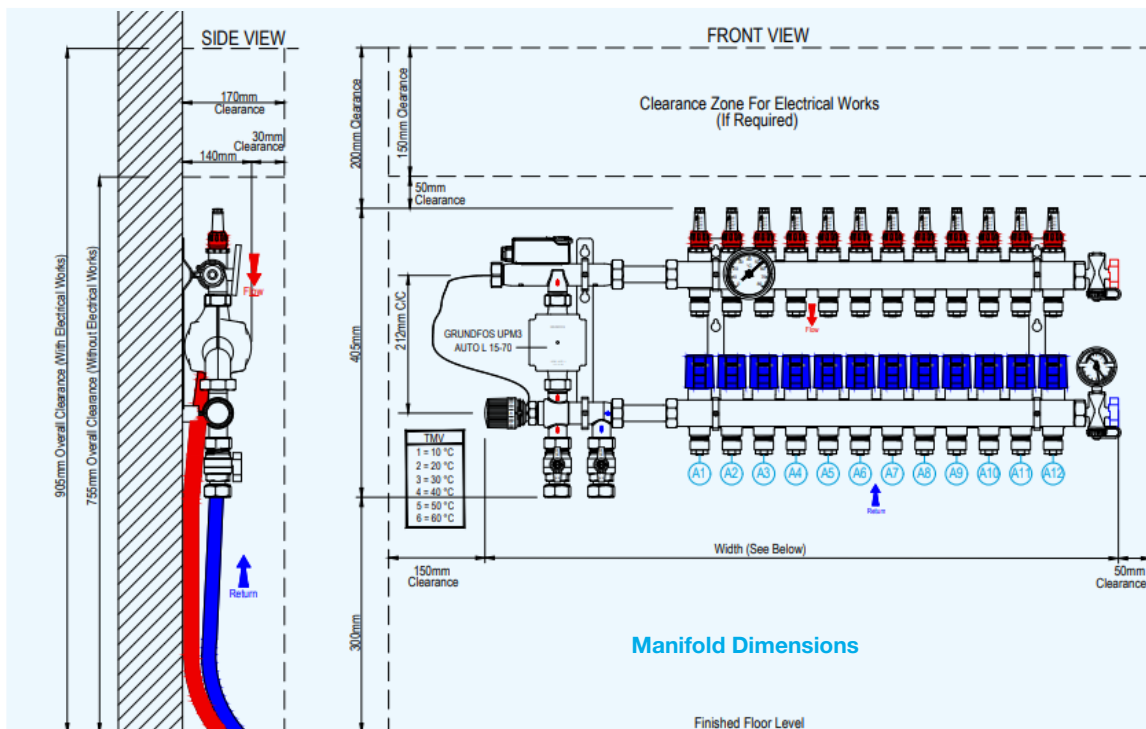 SIDE VIEW
FRONT VIEW
170mm
Clearance
30mm
Clearance
140mm
905mm Overall Clearance (With Electrical Works)
755mm Overall Clearance (Without Electrical Works)
Flow
Return
200mm Clearance
150mm Clearance
50mm
Clearance
Clearance Zone For Electrical Works
(If Required)
405mm
212mm C/C
GRUNDFOS UPM3
AUTO L 15-70
TMV
1 = 10 °C
2 = 20 °C
3 = 30 °C
4 = 40 °C
5 = 50 °C
6 = 60 °C
Flow
A1 A2 A3 A4 A5 A6 A7 A8 A9 A10 A11 A12
Return
Width (See Below)
150mm
Clearance
50mm
Clearance
300mm
Manifold Dimensions
Finished Floor Level